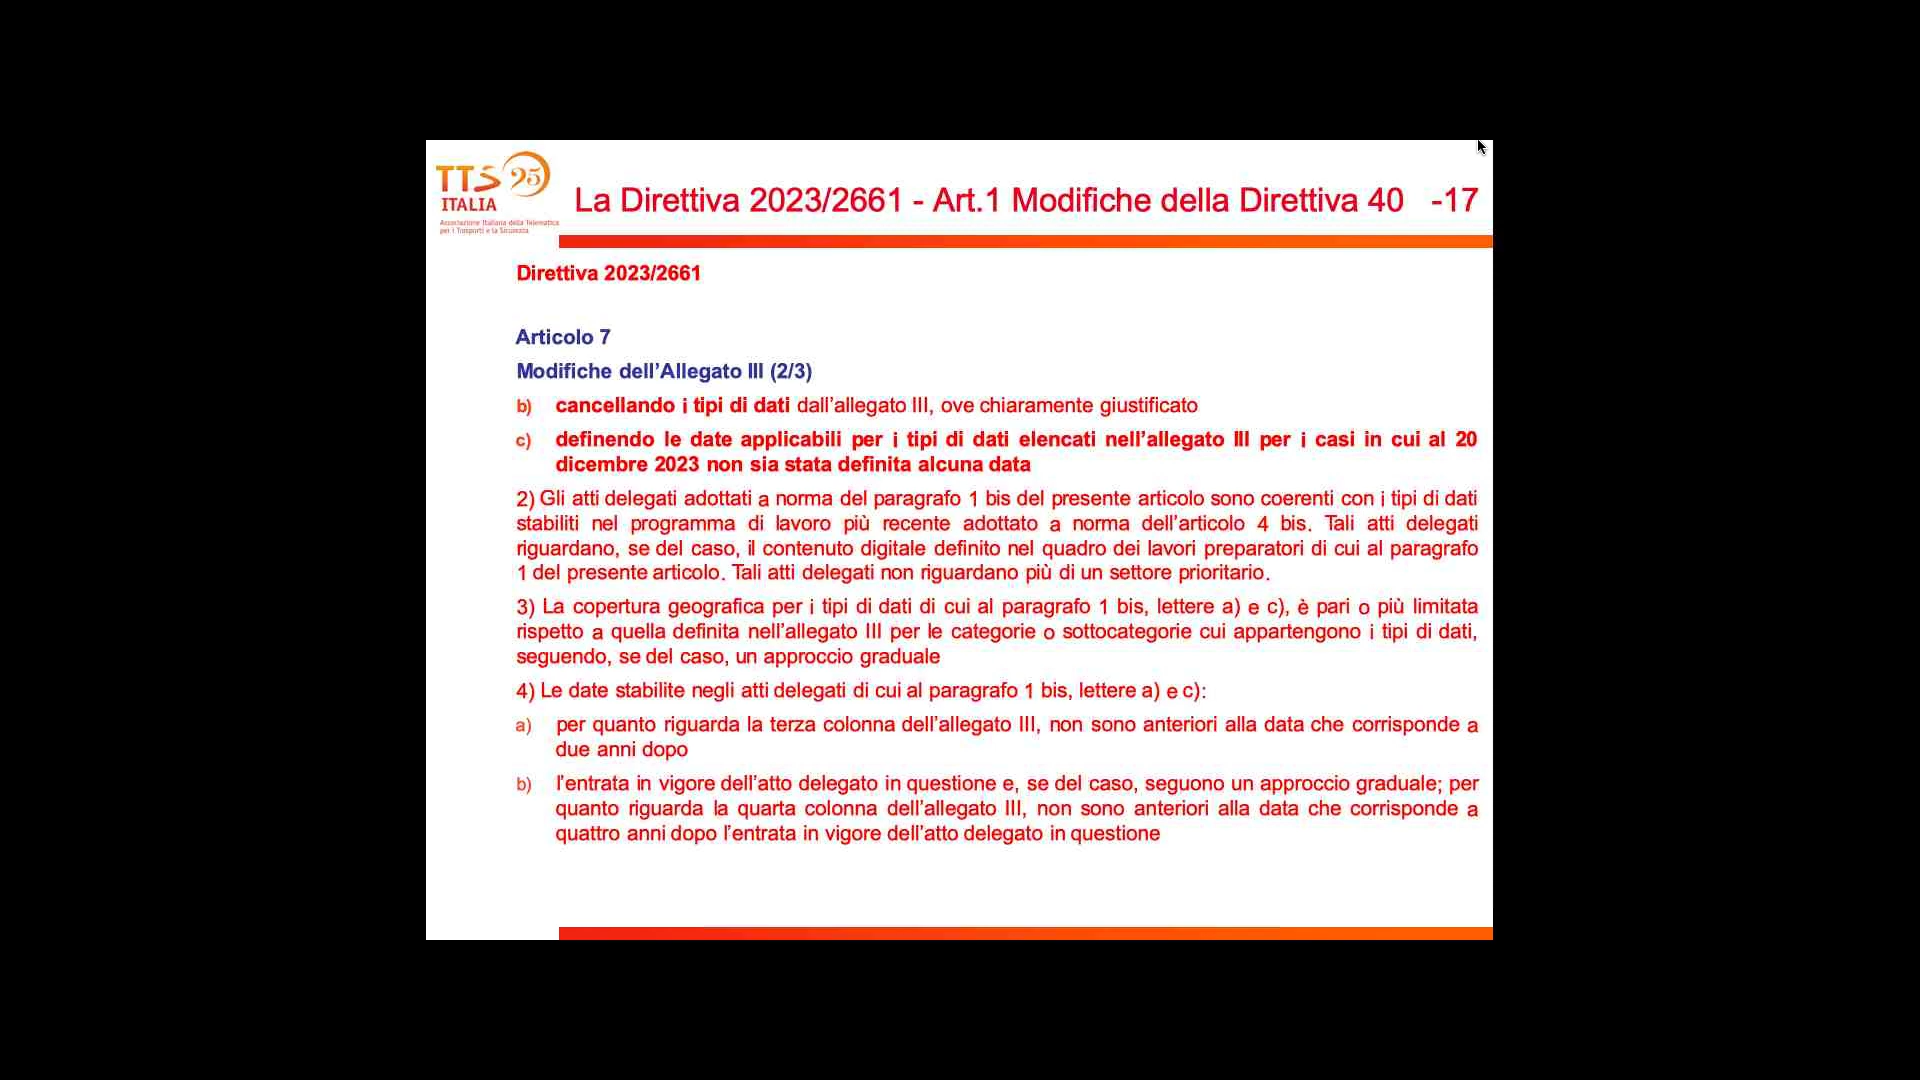 TTS 25
ITALIA
Associazione Italiana della Telematica
per i Trasporti e la Sicurezza
La Direttiva 2023/2661 - Art.1 Modifiche della Direttiva 40 -17
Direttiva 2023/2661
Articolo 7
Modifiche dell'Allegato III (2/3)
b) cancellando i tipi di dati dall'allegato III, ove chiaramente giustificato
c) definendo le date applicabili per i tipi di dati elencati nell'allegato III per i casi in cui al 20
dicembre 2023 non sia stata definita alcuna data
2) Gli atti delegati adottati a norma del paragrafo 1 bis del presente articolo sono coerenti con i tipi di dati
stabiliti nel programma di lavoro più recente adottato a norma dell'articolo 4 bis. Tali atti delegati
riguardano, se del caso, il contenuto digitale definito nel quadro dei lavori preparatori di cui al paragrafo
1 del presente articolo. Tali atti delegati non riguardano più di un settore prioritario.
3) La copertura geografica per i tipi di dati di cui al paragrafo 1 bis, lettere a) e c), è pari o più limitata
rispetto a quella definita nell'allegato III per le categorie o sottocategorie cui appartengono i tipi di dati,
seguendo, se del caso, un approccio graduale
4) Le date stabilite negli atti delegati di cui al paragrafo 1 bis, lettere a) e c):
a) per quanto riguarda la terza colonna dell'allegato III, non sono anteriori alla data che corrisponde a
due anni dopo
b) l'entrata in vigore dell'atto delegato in questione e, se del caso, seguono un approccio graduale; per
quanto riguarda la quarta colonna dell'allegato III, non sono anteriori alla data che corrisponde a
quattro anni dopo l'entrata in vigore dell'atto delegato in questione